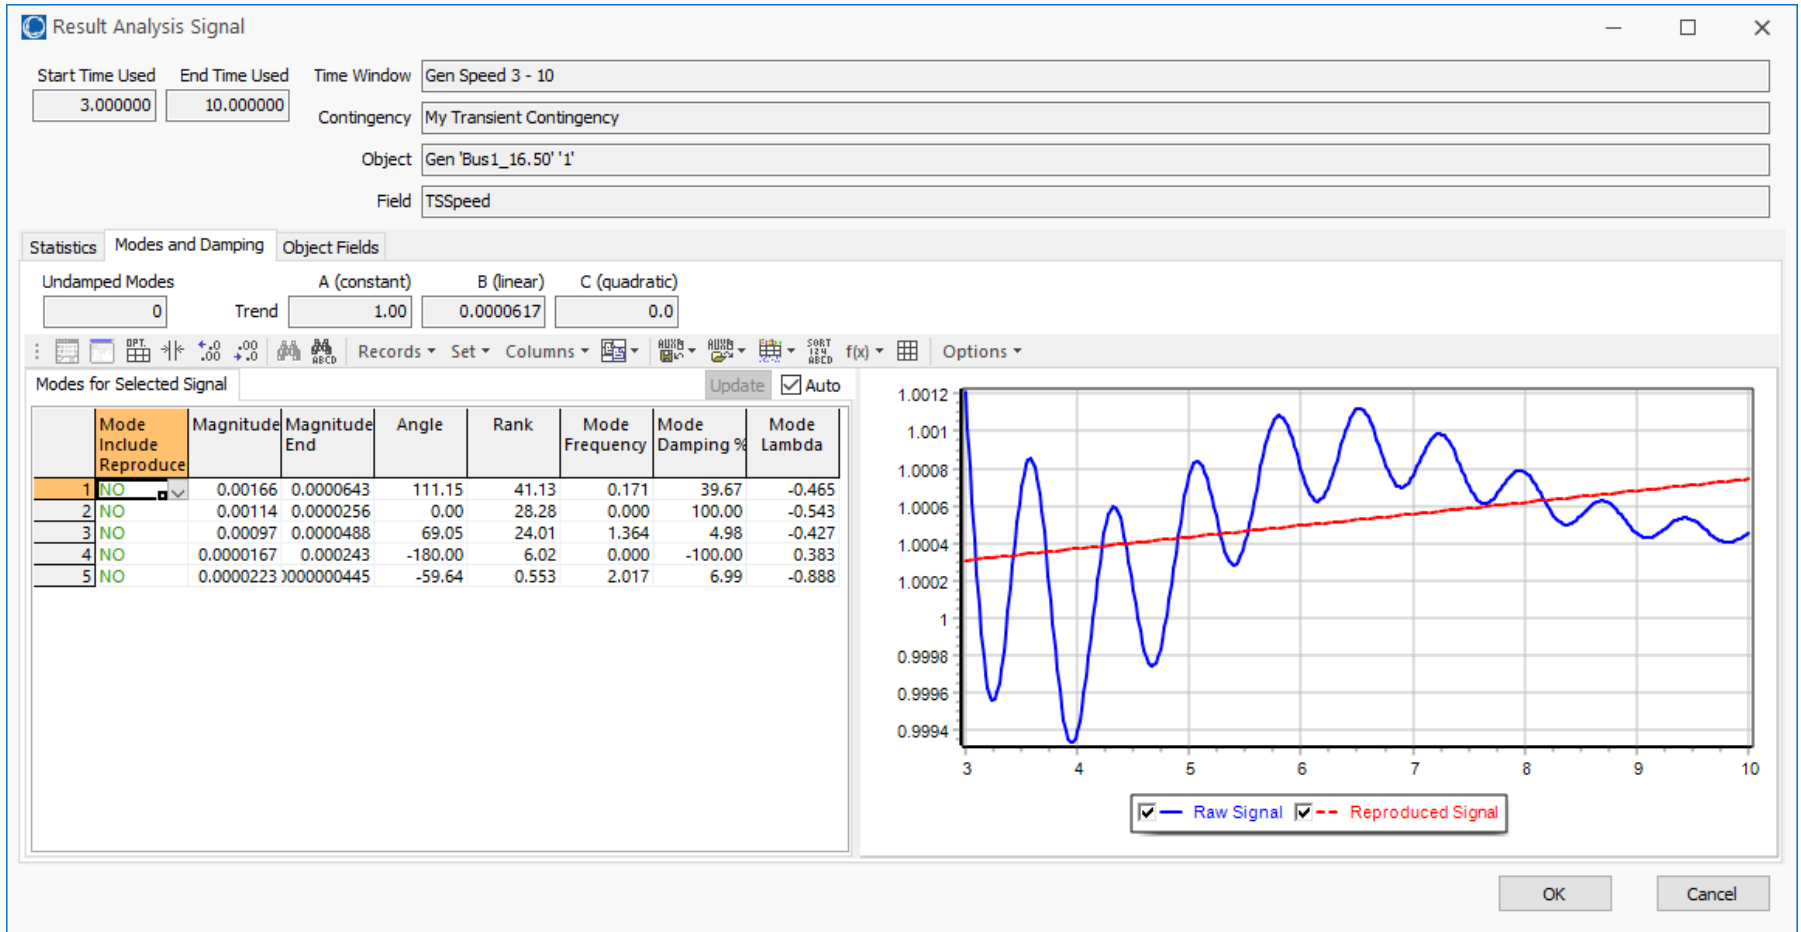 Result Analysis Signal
Start Time Used End Time Used Time Window Gen Speed 3 - 10
3.000000 10.000000
Contingency My Transient Contingency
Object Gen 'Bus1_16.50' '1'
Field TSSpeed
Statistics Modes and Damping Object Fields
Undamped Modes A (constant) B (linear) C (quadratic)
0 Trend 1.00 0.0000617 0.0
Records Set Columns f(x) Options
Modes for Selected Signal Update Auto
Mode Include Reproduce Magnitude Magnitude End Angle Rank Mode Frequency Mode Damping % Mode Lambda
1 NO 0.00166 0.0000643 111.15 41.13 0.171 39.67 -0.465
2 NO 0.00114 0.0000256 0.00 28.28 0.000 100.00 -0.543
3 NO 0.00097 0.0000488 69.05 24.01 1.364 4.98 -0.427
4 NO 0.0000167 0.000243 -180.00 6.02 0.000 -100.00 0.383
5 NO 0.0000223 0000000445 -59.64 0.553 2.017 6.99 -0.888
1.0012
1.001
1.0008
1.0006
1.0004
1.0002
1
0.9998
0.9996
0.9994
3 4 5 6 7 8 9 10
Raw Signal Reproduced Signal
OK Cancel